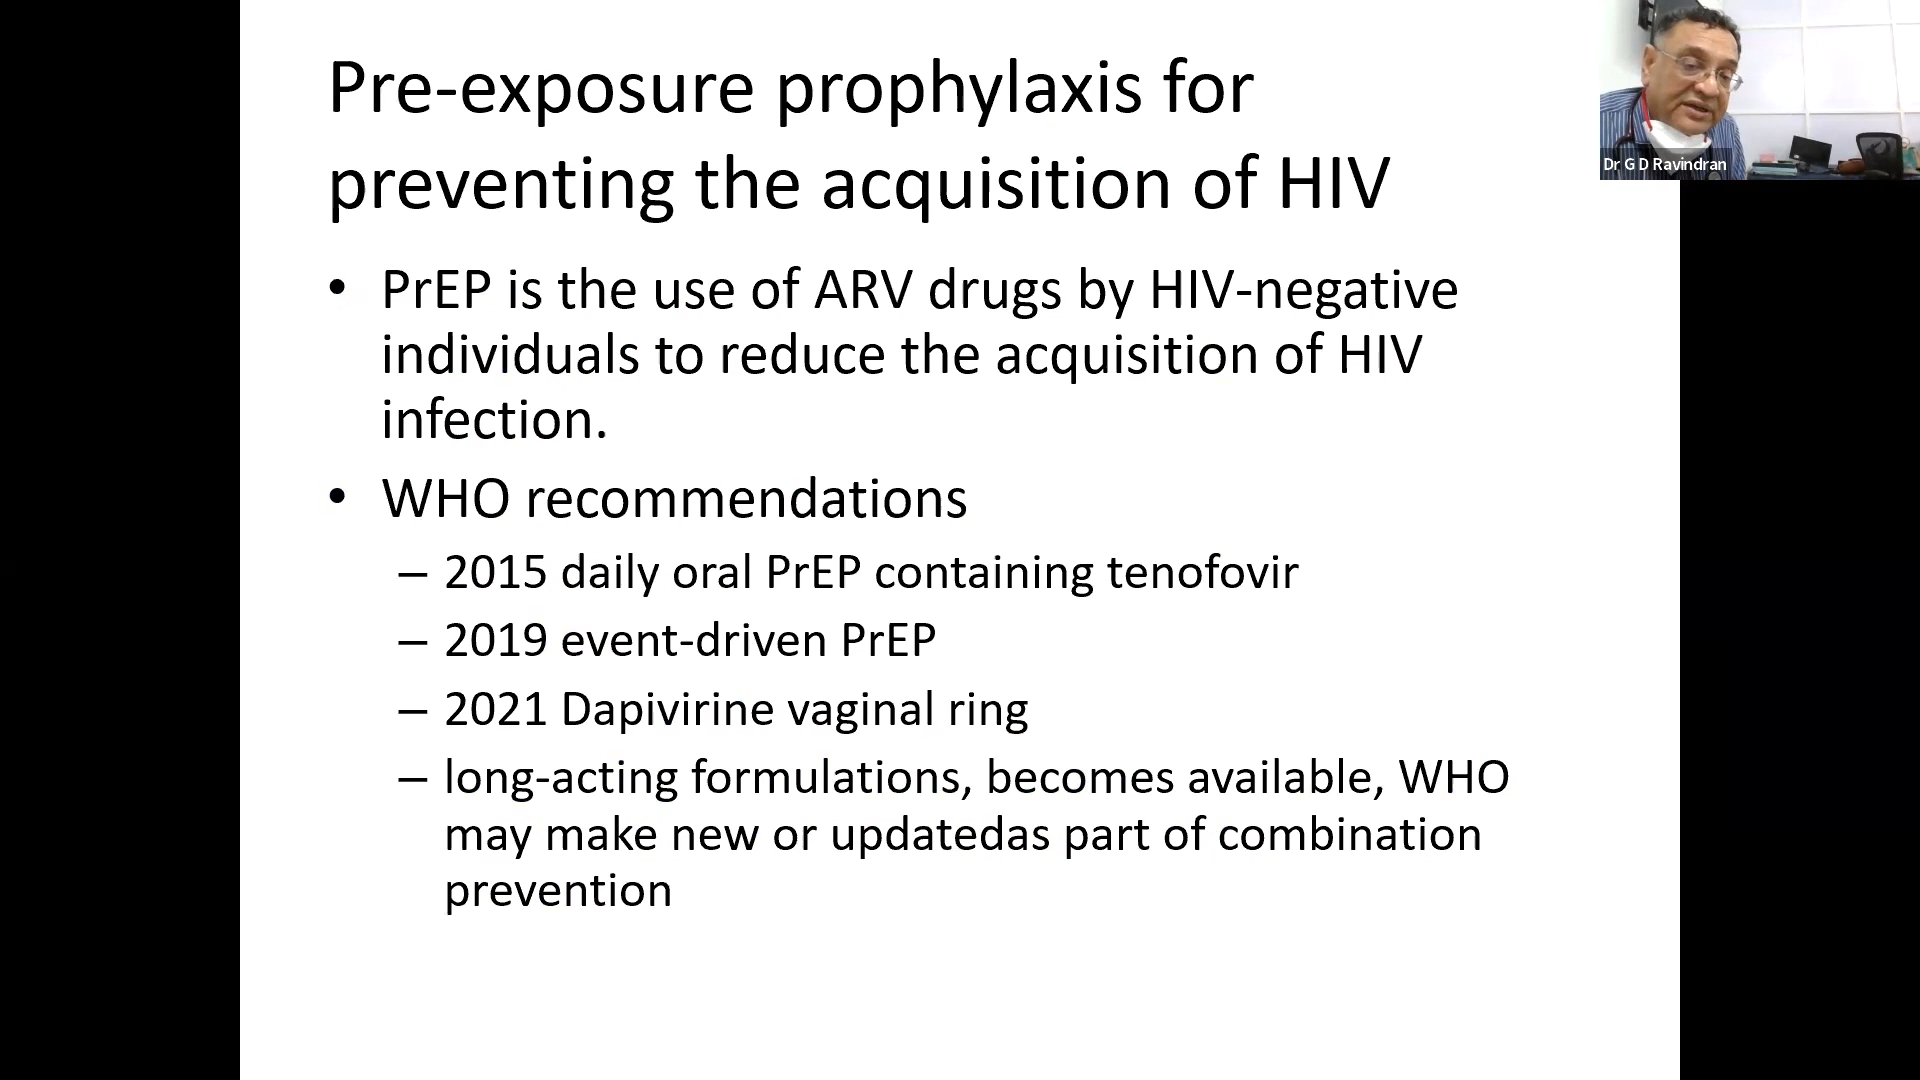 Pre-exposure prophylaxis for
preventing the acquisition of HIV
• PrEP is the use of ARV drugs by HIV-negative
individuals to reduce the acquisition of HIV
infection.
• WHO recommendations
– 2015 daily oral PrEP containing tenofovir
– 2019 event-driven PrEP
– 2021 Dapivirine vaginal ring
– long-acting formulations, becomes available, WHO
may make new or updatedas part of combination
prevention
Dr G D Ravindran